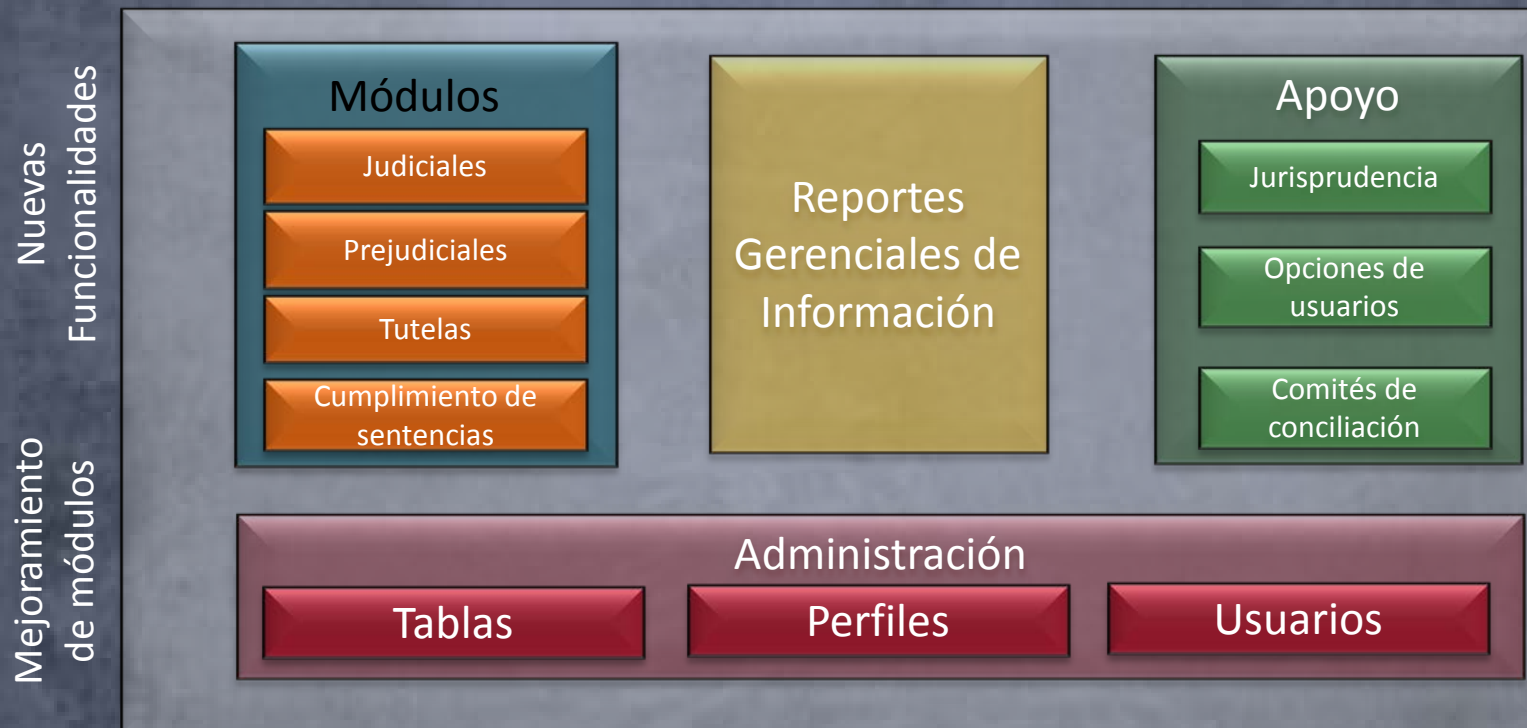 Nuevas
Funcionalidades
Mejoramiento
de módulos
Módulos
Judiciales
Prejudiciales
Tutelas
Cumplimiento de
sentencias
Reportes
Gerenciales de
Información
Apoyo
Jurisprudencia
Opciones de
usuarios
Comités de
conciliación
Administración
Tablas
Perfiles
Usuarios